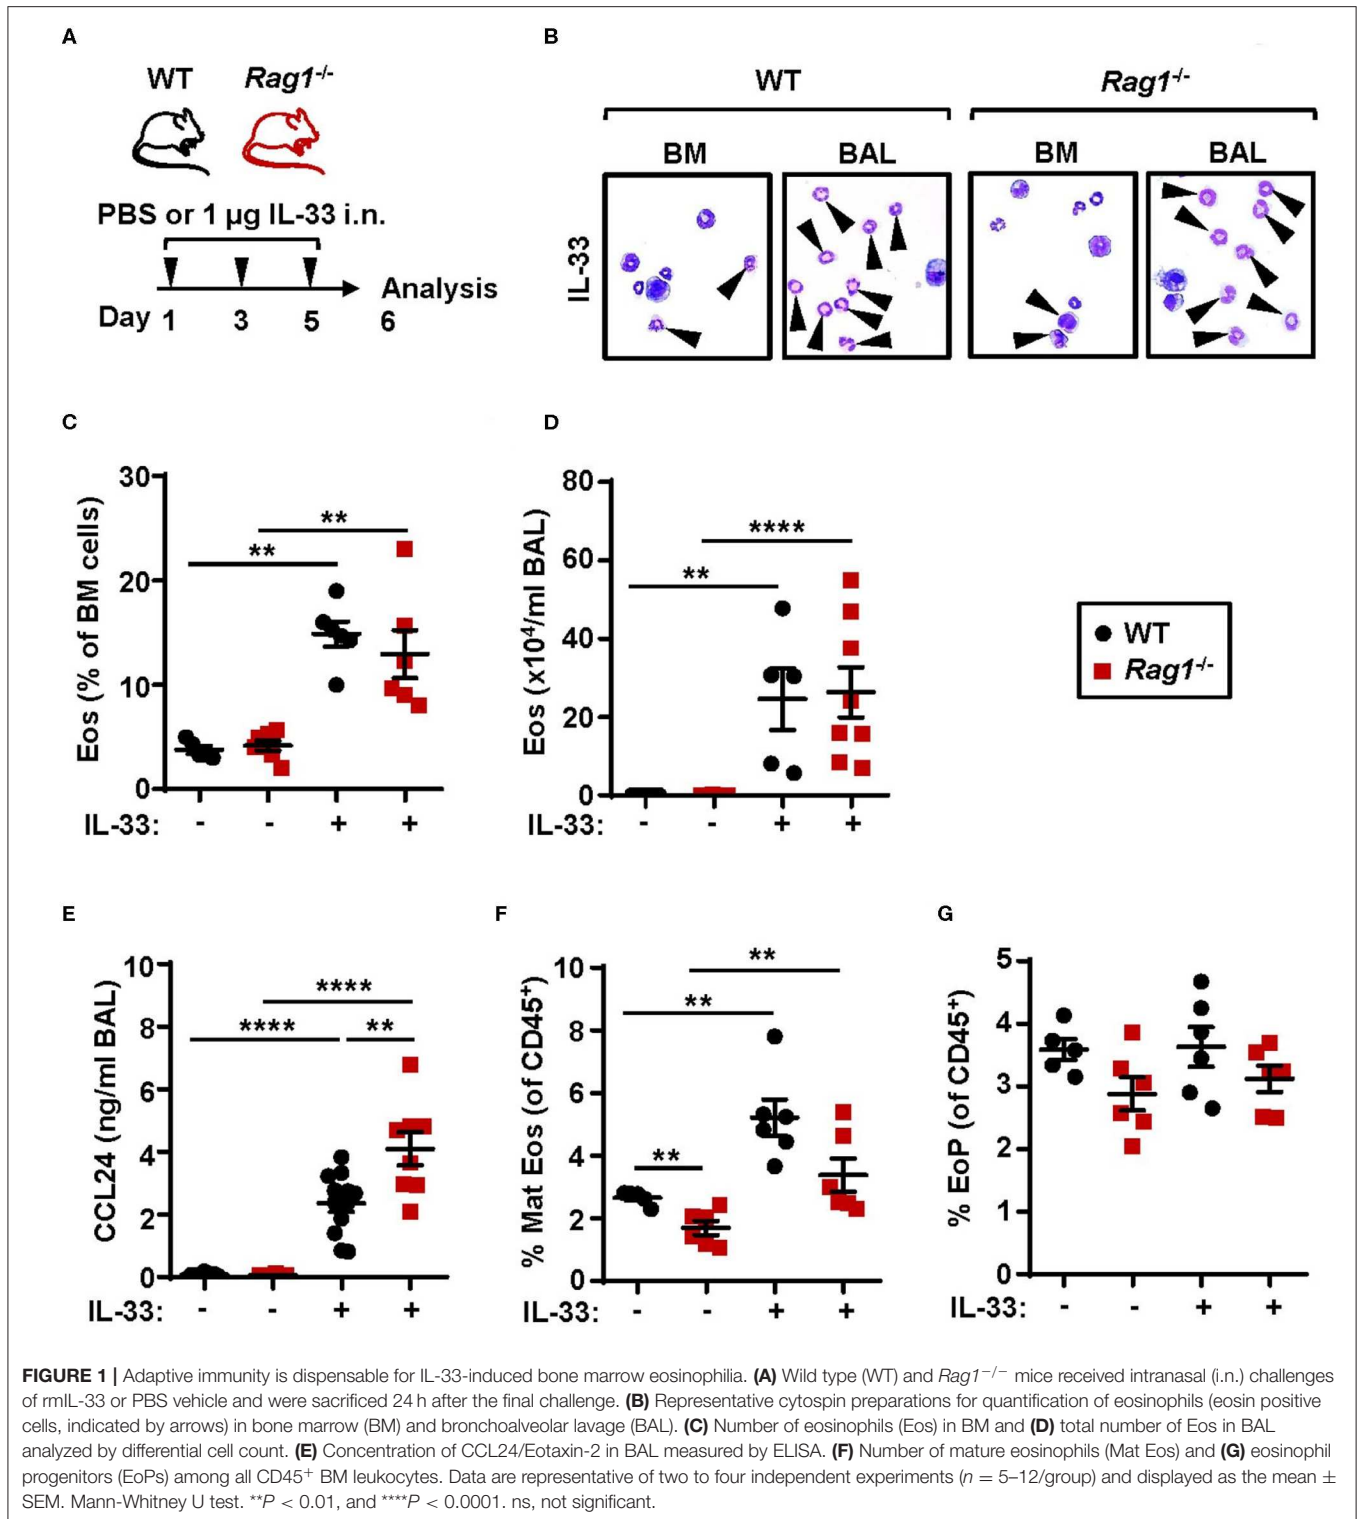 A
WT Rag1-/-
PBS or 1 µg IL-33 i.n.
Day 1 3 5 6 Analysis
B
WT Rag1-/-
BM BAL BM BAL
IL-33
C
Eos (% of BM cells)
30
20
10
0
**
**
IL-33: - - + +
D
Eos (x10⁴/ml BAL)
80
60
40
20
0
****
**
IL-33: - - + +
WT
Rag1-/-
E
CCL24 (ng/ml BAL)
10
8
6
4
2
0
****
**** **
IL-33: - - + +
F
% Mat Eos (of CD45⁺)
10
8
6
4
2
0
**
**
**
IL-33: - - + +
G
% EoP (of CD45⁺)
5
4
3
2
1
0
IL-33: - - + +
FIGURE 1 | Adaptive immunity is dispensable for IL-33-induced bone marrow eosinophilia. (A) Wild type (WT) and Rag1−/− mice received intranasal (i.n.) challenges
of rmIL-33 or PBS vehicle and were sacrificed 24 h after the final challenge. (B) Representative cytospin preparations for quantification of eosinophils (eosin positive
cells, indicated by arrows) in bone marrow (BM) and bronchoalveolar lavage (BAL). (C) Number of eosinophils (Eos) in BM and (D) total number of Eos in BAL
analyzed by differential cell count. (E) Concentration of CCL24/Eotaxin-2 in BAL measured by ELISA. (F) Number of mature eosinophils (Mat Eos) and (G) eosinophil
progenitors (EoPs) among all CD45⁺ BM leukocytes. Data are representative of two to four independent experiments (n = 5–12/group) and displayed as the mean ±
SEM. Mann-Whitney U test. **P < 0.01, and ****P < 0.0001. ns, not significant.